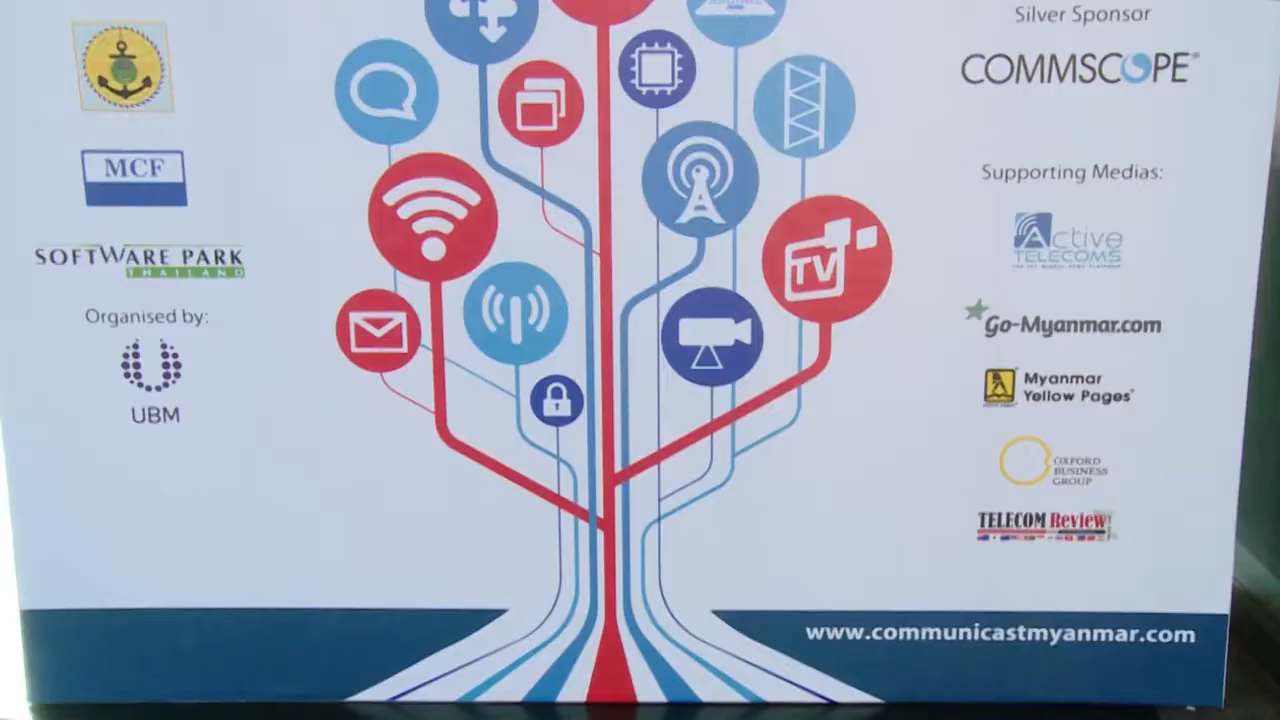 MCF
SOFTWARE PARK
THAILAND
Organised by:
UBM
TV
Silver Sponsor
COMMSCOPE®
Supporting Medias:
Active
TELECOMS
Go-Myanmar.com
Myanmar
Yellow Pages
OXFORD
BUSINESS
GROUP
TELECOM Review
www.communicastmyanmar.com